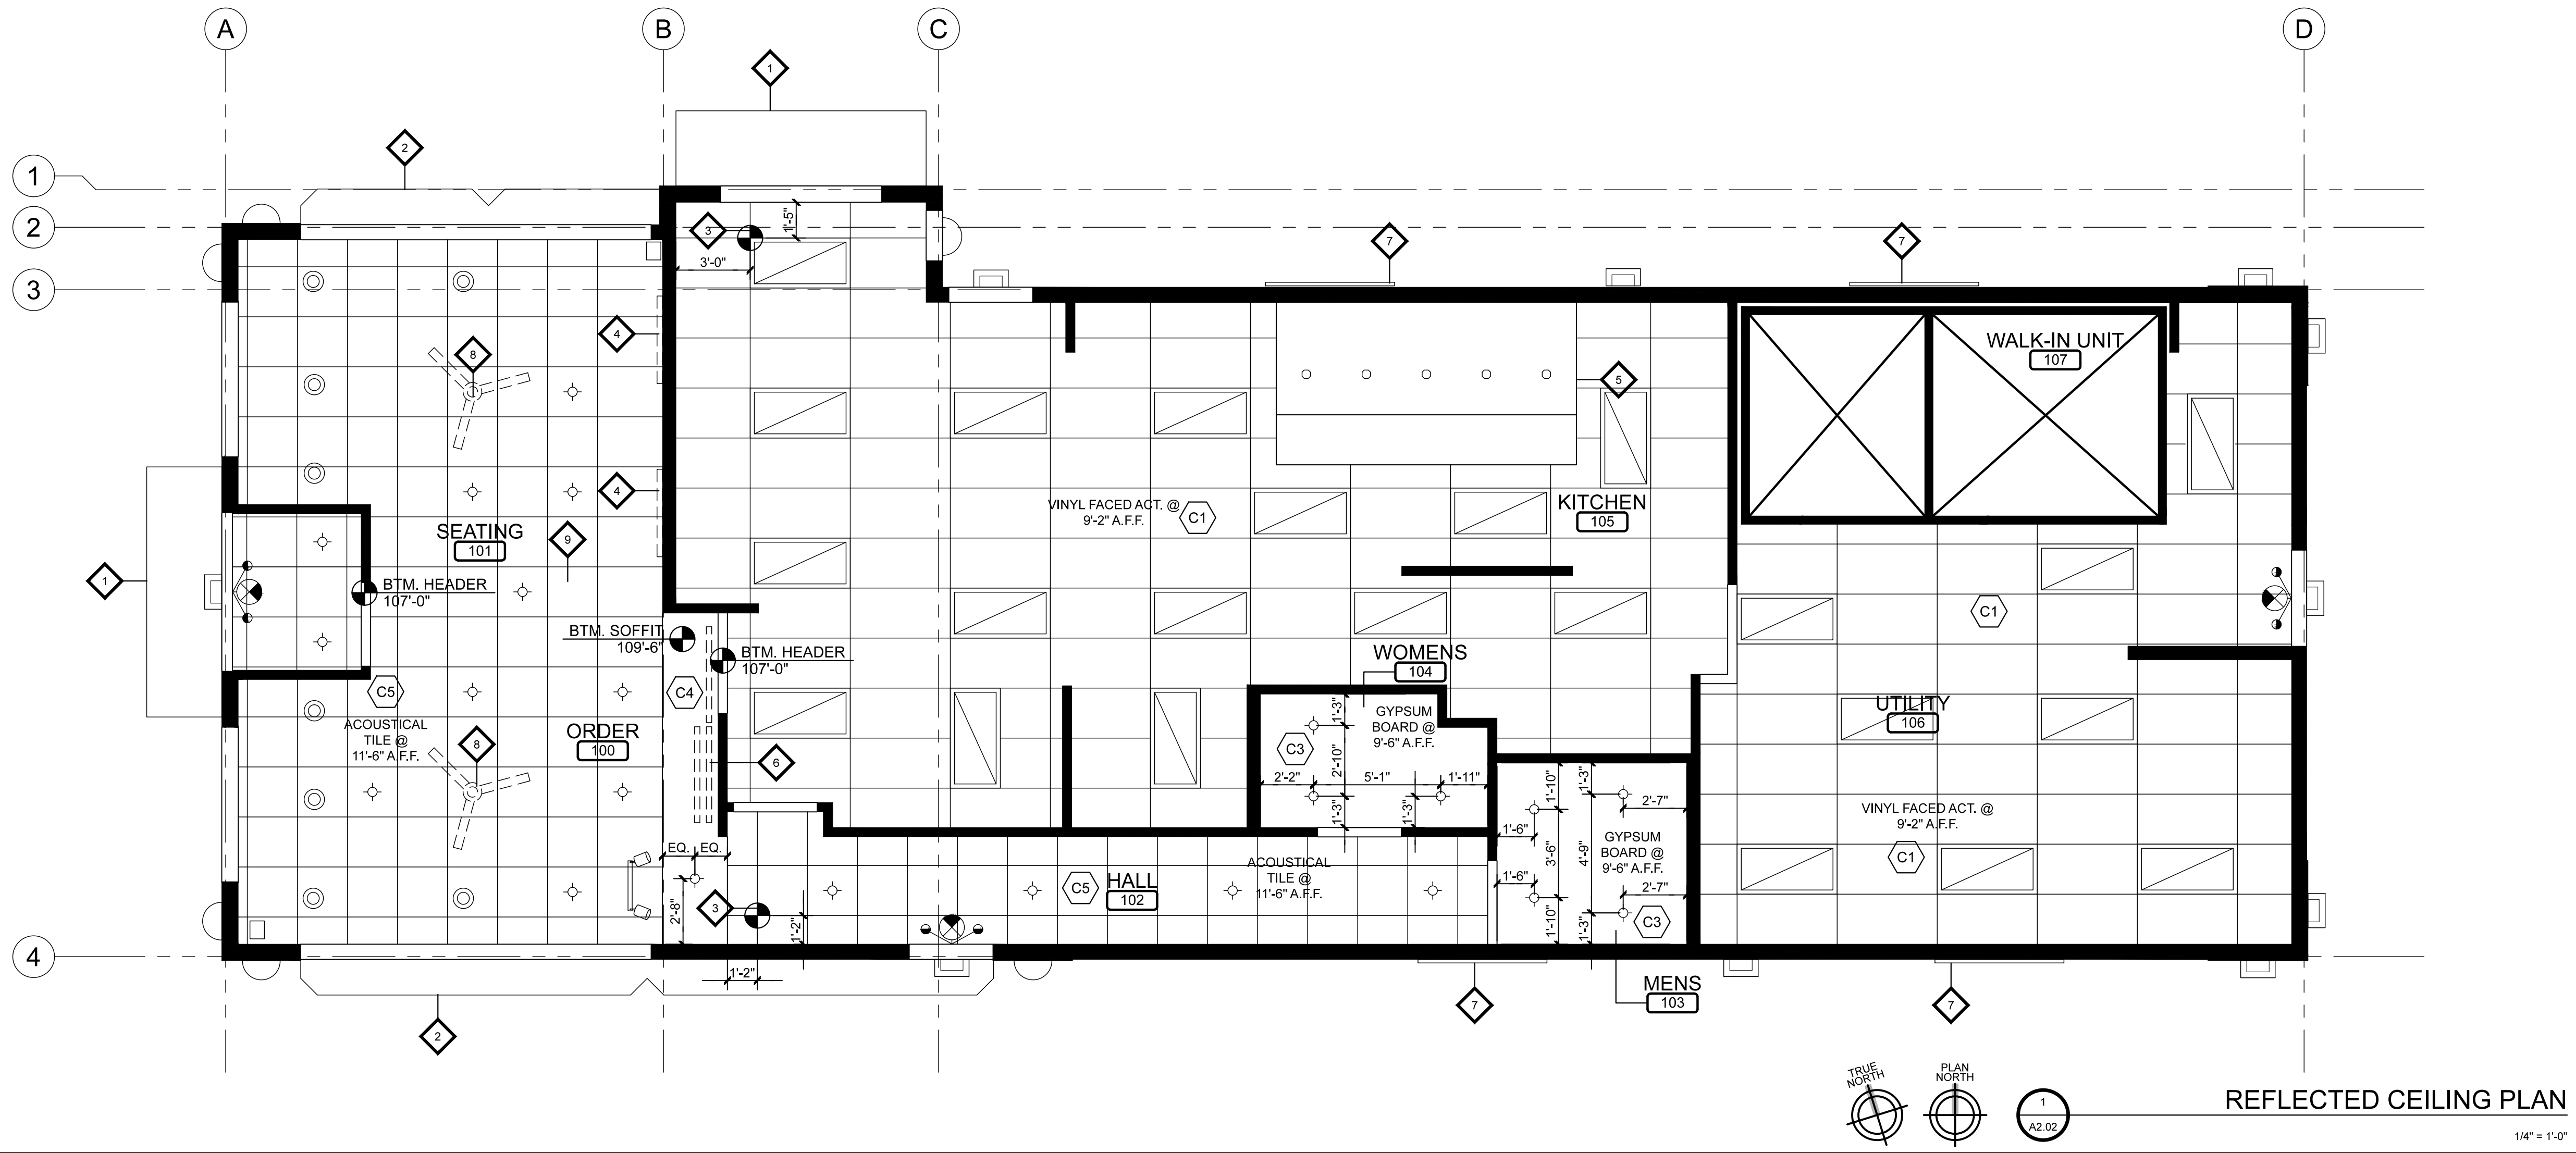 A
B
C
D
1
2
3
4
1
2
3
1'-5"
3'-0"
7
7
4
8
5
WALK-IN UNIT
107
4
SEATING
101
9
VINYL FACED ACT. @
9'-2" A.F.F.
C1
KITCHEN
105
1
BTM. HEADER
107'-0"
BTM. SOFFIT
109'-6"
BTM. HEADER
107'-0"
C1
WOMENS
104
C5
C4
ACOUSTICAL
TILE @
11'-6" A.F.F.
ORDER
100
8
6
1'-3"
GYPSUM
BOARD @
9'-6" A.F.F.
C3
2'-10"
2'-2"
5'-1"
1'-11"
1'-3"
1'-3"
UTILITY
106
1'-10"
1'-3"
2'-7"
1'-6"
3'-6"
4'-9"
GYPSUM
BOARD @
9'-6" A.F.F.
1'-6"
2'-7"
1'-10"
1'-3"
C3
VINYL FACED ACT. @
9'-2" A.F.F.
C1
EQ.
EQ.
2'-8"
3
1'-2"
1'-2"
C5
HALL
102
ACOUSTICAL
TILE @
11'-6" A.F.F.
MENS
103
7
7
2
TRUE
NORTH
PLAN
NORTH
1
A2.02
REFLECTED CEILING PLAN
1/4" = 1'-0"